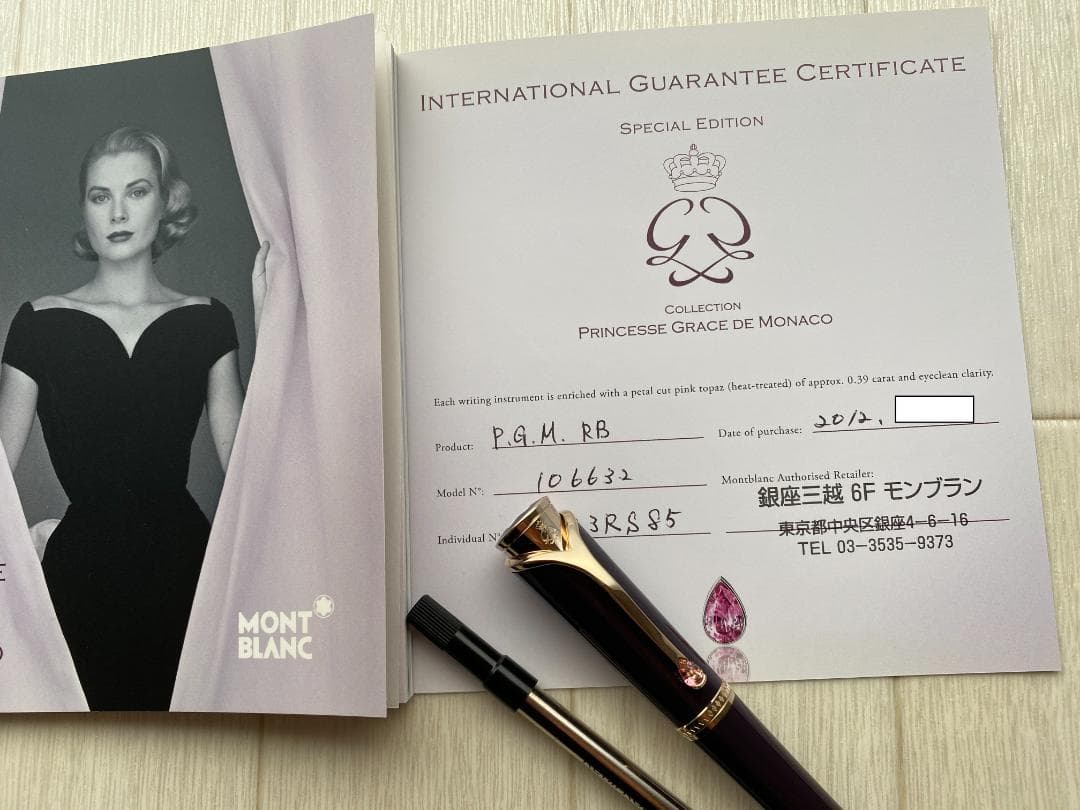 E
MONT
BLANC
INTERNATIONAL GUARANTEE CERTIFICATE
SPECIAL EDITION
COLLECTION
PRINCESSE GRACE DE MONACO
Each writing instrument is enriched with a petal cut pink topaz (heat-treated) of approx. 0.39 carat and eyeclean clarity.
Product: P.G.M. RB
Date of purchase: 2012.
Model N°: 106632
Montblanc Authorised Retailer:
銀座三越 6F モンブラン
Individual N° 3RS85
東京都中央区銀座4-6-16
TEL 03-3535-9373